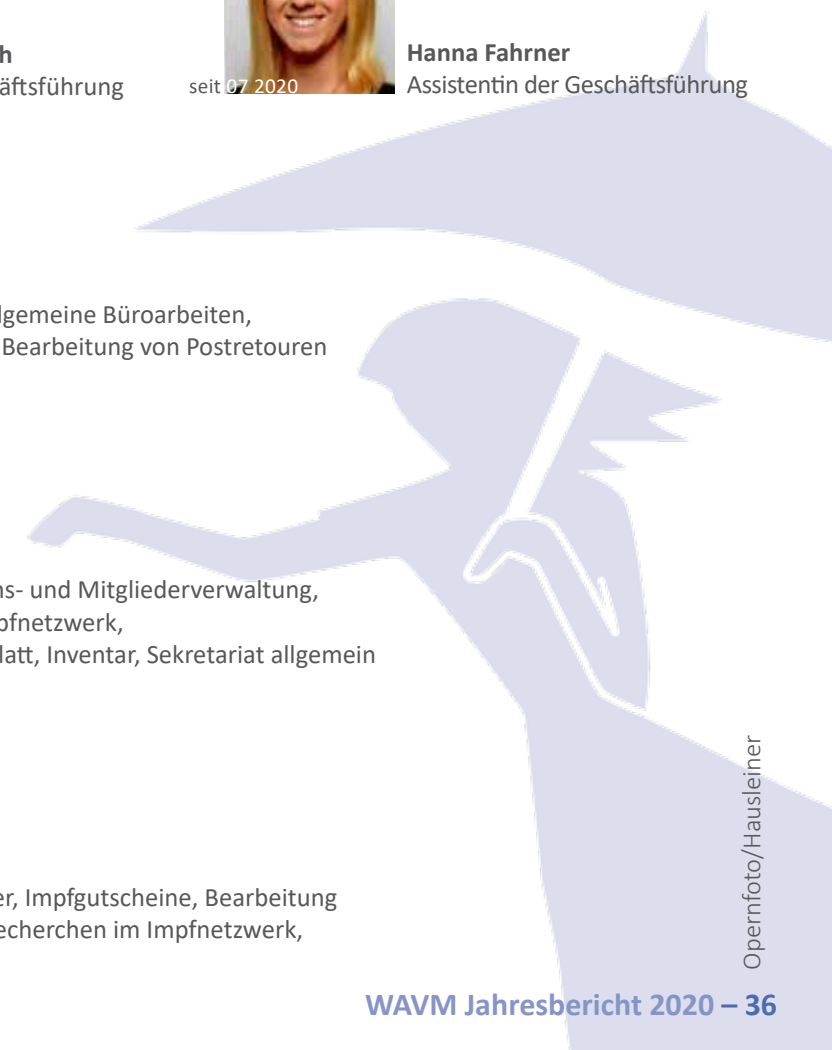 h
äftsführung
seit 07 2020
Hanna Fahrner
Assistentin der Geschäftsführung
lgemeine Büroarbeiten,
Bearbeitung von Postretouren
ns- und Mitgliederverwaltung,
pfnetzwerk,
latt, Inventar, Sekretariat allgemein
er, Impfgutscheine, Bearbeitung
echerchen im Impfnetzwerk,
Opernfoto/Hausleiner
WAVM Jahresbericht 2020 – 36